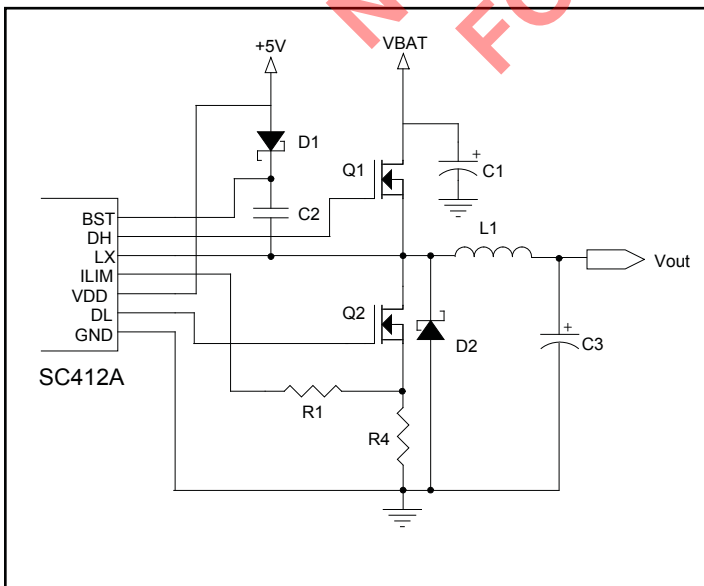 N
FO
+5V
VBAT
D1
Q1
+
C1
C2
BST
DH
LX
ILIM
VDD
DL
GND
L1
Vout
Q2
D2
+
C3
SC412A
R1
R4